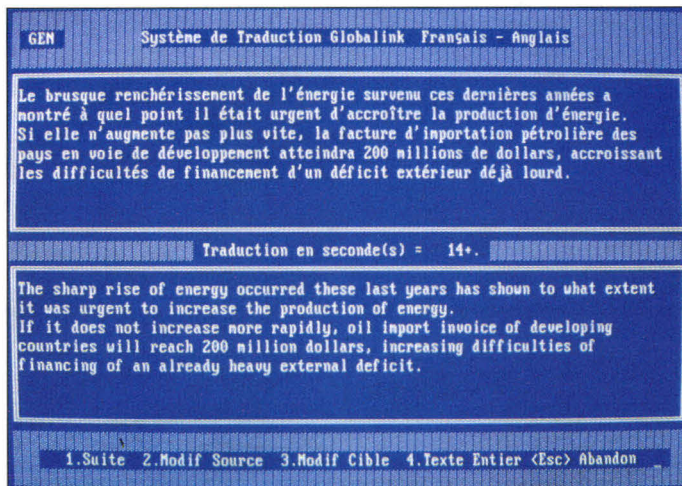 GEN Système de Traduction Globalink Français - Anglais
Le brusque renchérissement de l'énergie survenu ces dernières années a
montré à quel point il était urgent d'accroître la production d'énergie.
Si elle n'augmente pas plus vite, la facture d'importation pétrolière des
pays en voie de développement atteindra 200 millions de dollars, accroissant
les difficultés de financement d'un déficit extérieur déjà lourd.
Traduction en seconde(s) = 14+.
The sharp rise of energy occurred these last years has shown to what extent
it was urgent to increase the production of energy.
If it does not increase more rapidly, oil import invoice of developing
countries will reach 200 million dollars, increasing difficulties of
financing of an already heavy external deficit.
1.Suite 2.Modif Source 3.Modif Cible 4.Texte Entier <Esc> Abandon _